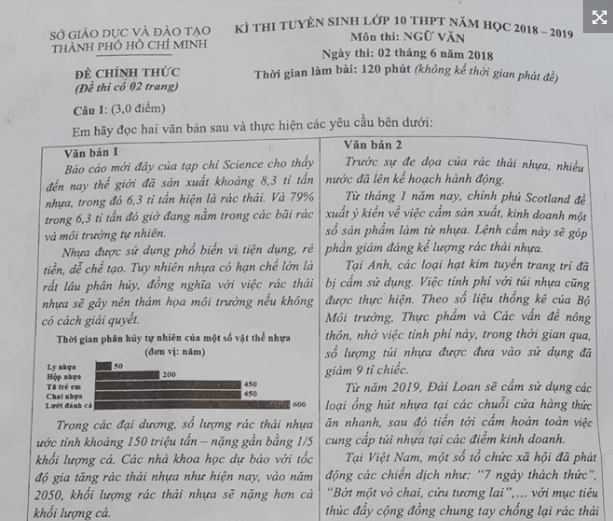 SỞ GIÁO DỤC VÀ ĐÀO TẠO
THÀNH PHỐ HỒ CHÍ MINH
ĐỀ CHÍNH THỨC
(Đề thi có 02 trang)
KÌ THI TUYỂN SINH LỚP 10 THPT NĂM HỌC 2018 – 2019
Môn thi: NGỮ VĂN
Ngày thi: 02 tháng 6 năm 2018
Thời gian làm bài: 120 phút (không kể thời gian phát đề)
Câu 1: (3,0 điểm)
Em hãy đọc hai văn bản sau và thực hiện các yêu cầu bên dưới:
Văn bản 1
Báo cáo mới đây của tạp chí Science cho thấy
đến nay thế giới đã sản xuất khoảng 8,3 tỉ tấn
nhựa, trong đó 6,3 tỉ tấn hiện là rác thải. Và 79%
trong 6,3 tỉ tấn đó giờ đang nằm trong các bãi rác
và môi trường tự nhiên.
Nhựa được sử dụng phổ biến vì tiện dụng, rẻ
tiền, dễ chế tạo. Tuy nhiên nhựa có hạn chế lớn là
rất lâu phân hủy, đồng nghĩa với việc rác thải
nhựa sẽ gây nên thảm họa môi trường nếu không
có cách giải quyết.
Thời gian phân hủy tự nhiên của một số vật thể nhựa
(đơn vị: năm)
Ly nhựa 50
Hộp nhựa 200
Tã trẻ em 450
Chai nhựa 450
Lưới đánh cá 600
Trong các đại dương, số lượng rác thải nhựa
ước tính khoảng 150 triệu tấn – nặng gần bằng 1/5
khối lượng cá. Các nhà khoa học dự báo với tốc
độ gia tăng rác thải nhựa như hiện nay, vào năm
2050, khối lượng rác thải nhựa sẽ nặng hơn cả
khối lượng cá.
Văn bản 2
Trước sự đe dọa của rác thải nhựa, nhiều
nước đã lên kế hoạch hành động.
Từ tháng 1 năm nay, chính phủ Scotland đề
xuất ý kiến về việc cấm sản xuất, kinh doanh một
số sản phẩm làm từ nhựa. Lệnh cấm này sẽ góp
phần giảm đáng kể lượng rác thải nhựa.
Tại Anh, các loại hạt kim tuyến trang trí đã
bị cấm sử dụng. Việc tính phí với túi nhựa cũng
được thực hiện. Theo số liệu thống kê của Bộ
Môi trường, Thực phẩm và Các vấn đề nông
thôn, nhờ việc tính phí này, trong thời gian qua,
số lượng túi nhựa được đưa vào sử dụng đã
giảm 9 tỉ chiếc.
Từ năm 2019, Đài Loan sẽ cấm sử dụng các
loại ống hút nhựa tại các chuỗi cửa hàng thức
ăn nhanh, sau đó tiến tới cấm hoàn toàn việc
cung cấp túi nhựa tại các điểm kinh doanh.
Tại Việt Nam, một số tổ chức xã hội đã phát
động các chiến dịch như: “7 ngày thách thức”,
“Bớt một vỏ chai, cứu tương lai”,... với mục tiêu
thúc đẩy cộng đồng chung tay chống lại rác thải